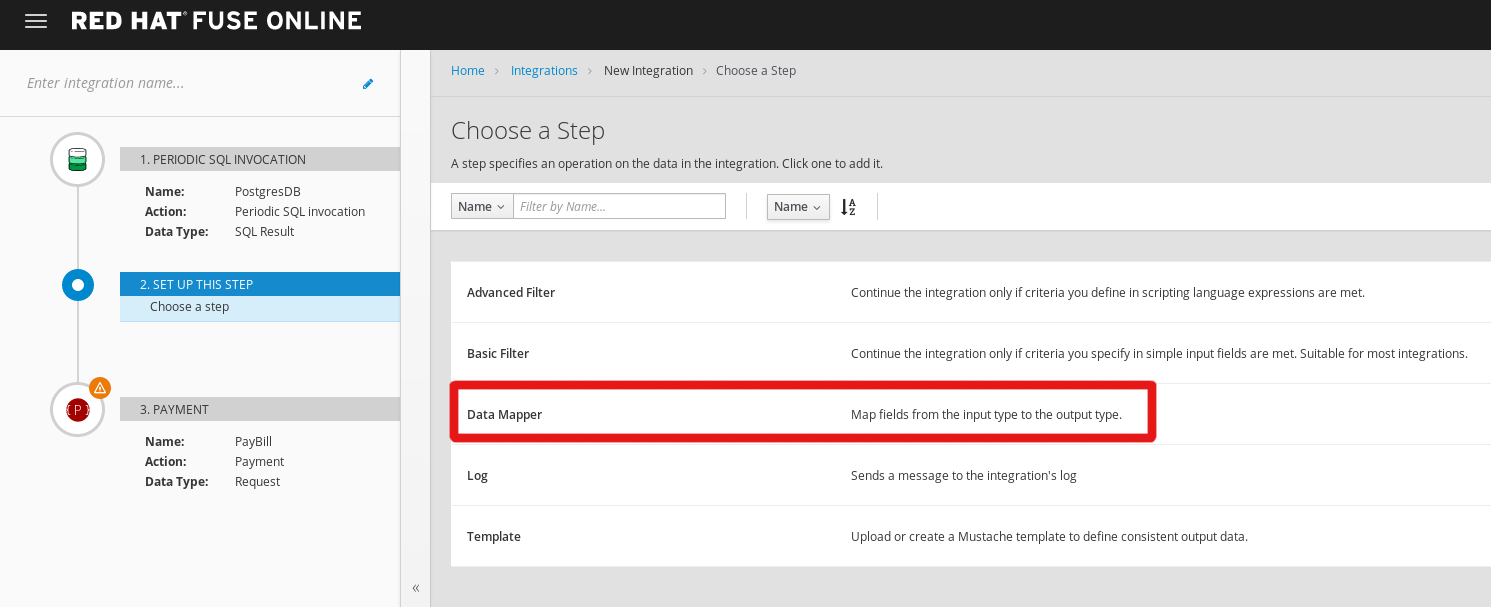 RED HAT® FUSE ONLINE
Enter integration name...
1. PERIODIC SQL INVOCATION
Name: PostgresDB
Action: Periodic SQL invocation
Data Type: SQL Result
2. SET UP THIS STEP
Choose a step
3. PAYMENT
P
Name: PayBill
Action: Payment
Data Type: Request
«
Home > Integrations > New Integration > Choose a Step
Choose a Step
A step specifies an operation on the data in the integration. Click one to add it.
Name Filter by Name... Name A Z
Advanced Filter Continue the integration only if criteria you define in scripting language expressions are met.
Basic Filter Continue the integration only if criteria you specify in simple input fields are met. Suitable for most integrations.
Data Mapper Map fields from the input type to the output type.
Log Sends a message to the integration's log
Template Upload or create a Mustache template to define consistent output data.